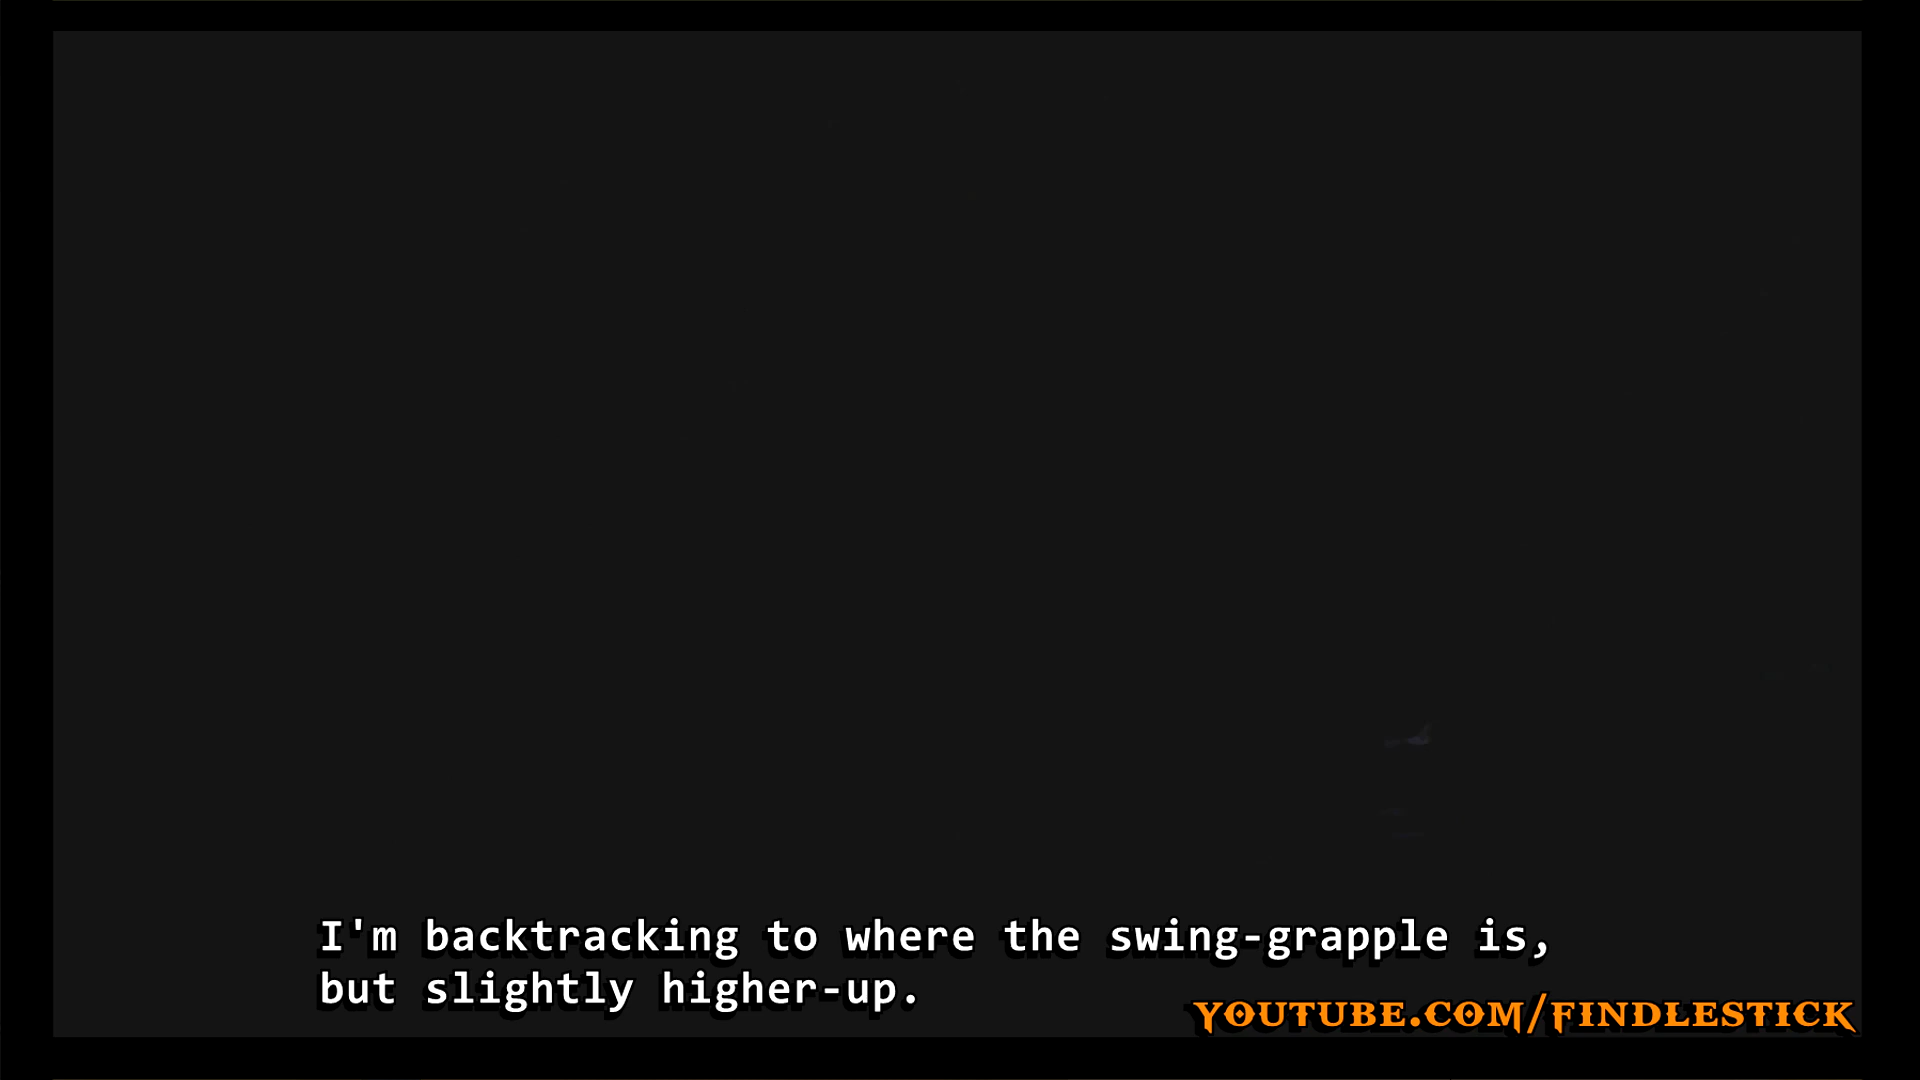 I'm backtracking to where the swing-grapple is,
but slightly higher-up.
YOUTUBE.COM/FINDLESTICK